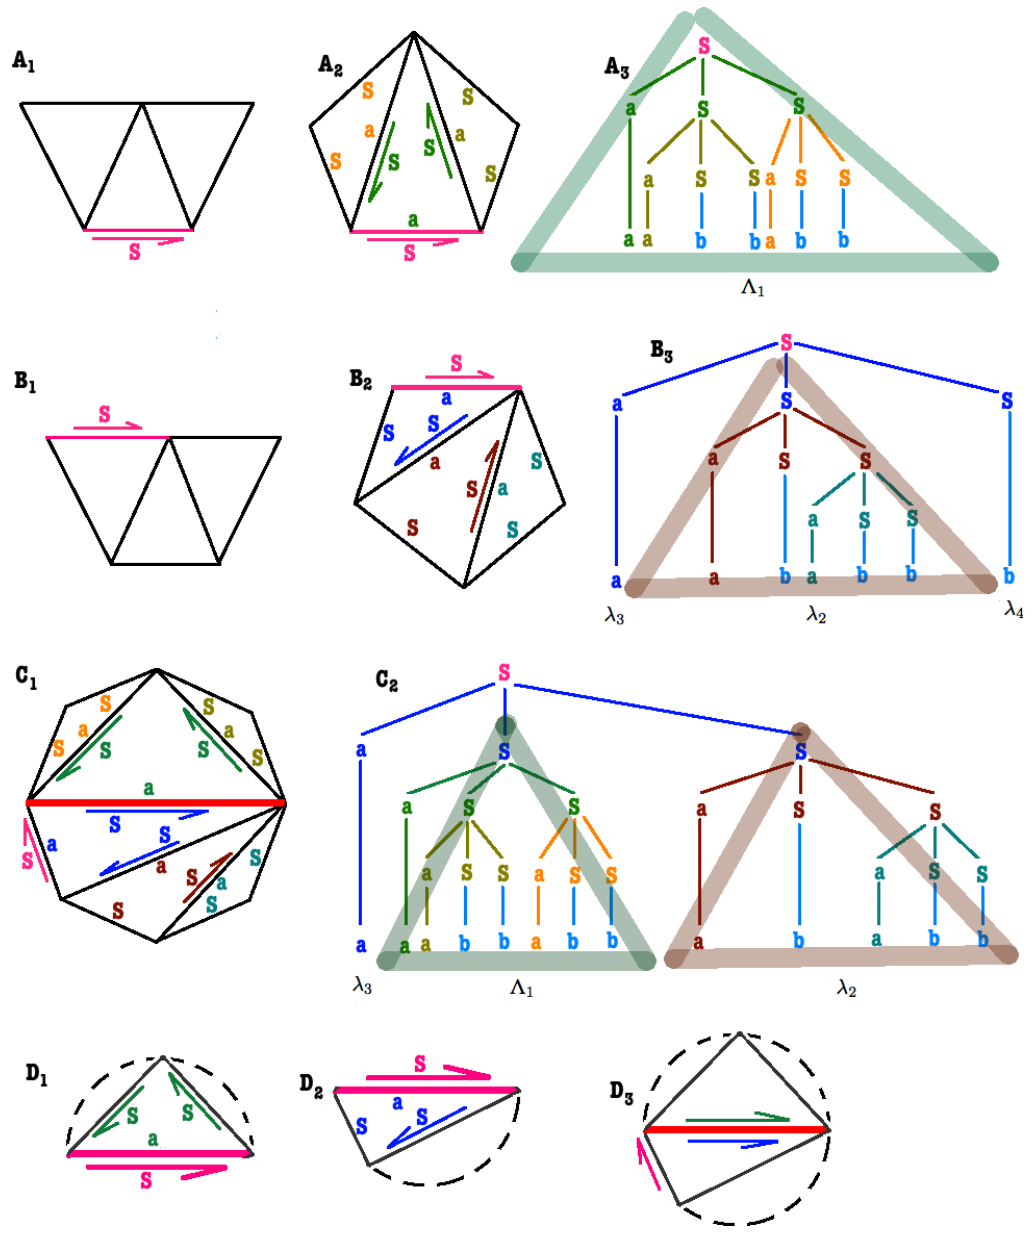 A₁
S
A₂
S S
a a
S S S S
a
S
A₃
S
a S S
a S S a S S
a a b b a b b
Λ₁
B₁
S
B₂
S
a
S S
a S a S
S S
B₃
S
a S S
a S S
a S S
a a b a b b b
λ₃ λ₂ λ₄
C₁
S S
a a
S S S S
a
S S
a a S S
S a
S S
C₂
S
a S S
a S S a S S
a S S a S S a S S
a a a b b a b b a b a b b
λ₃ Λ₁ λ₂
D₁
S S
a
S
D₂
S
a
S S
D₃